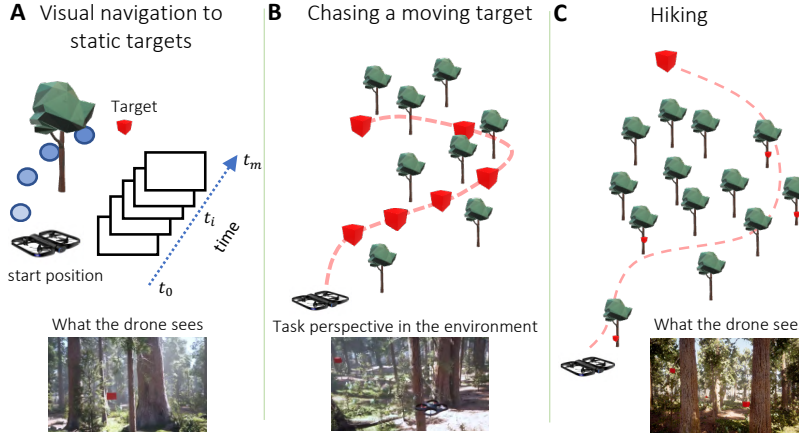 A Visual navigation to
static targets
Target
t_m
t_i
time
start position
t_0
What the drone sees
B Chasing a moving target
Task perspective in the environment
C Hiking
What the drone see